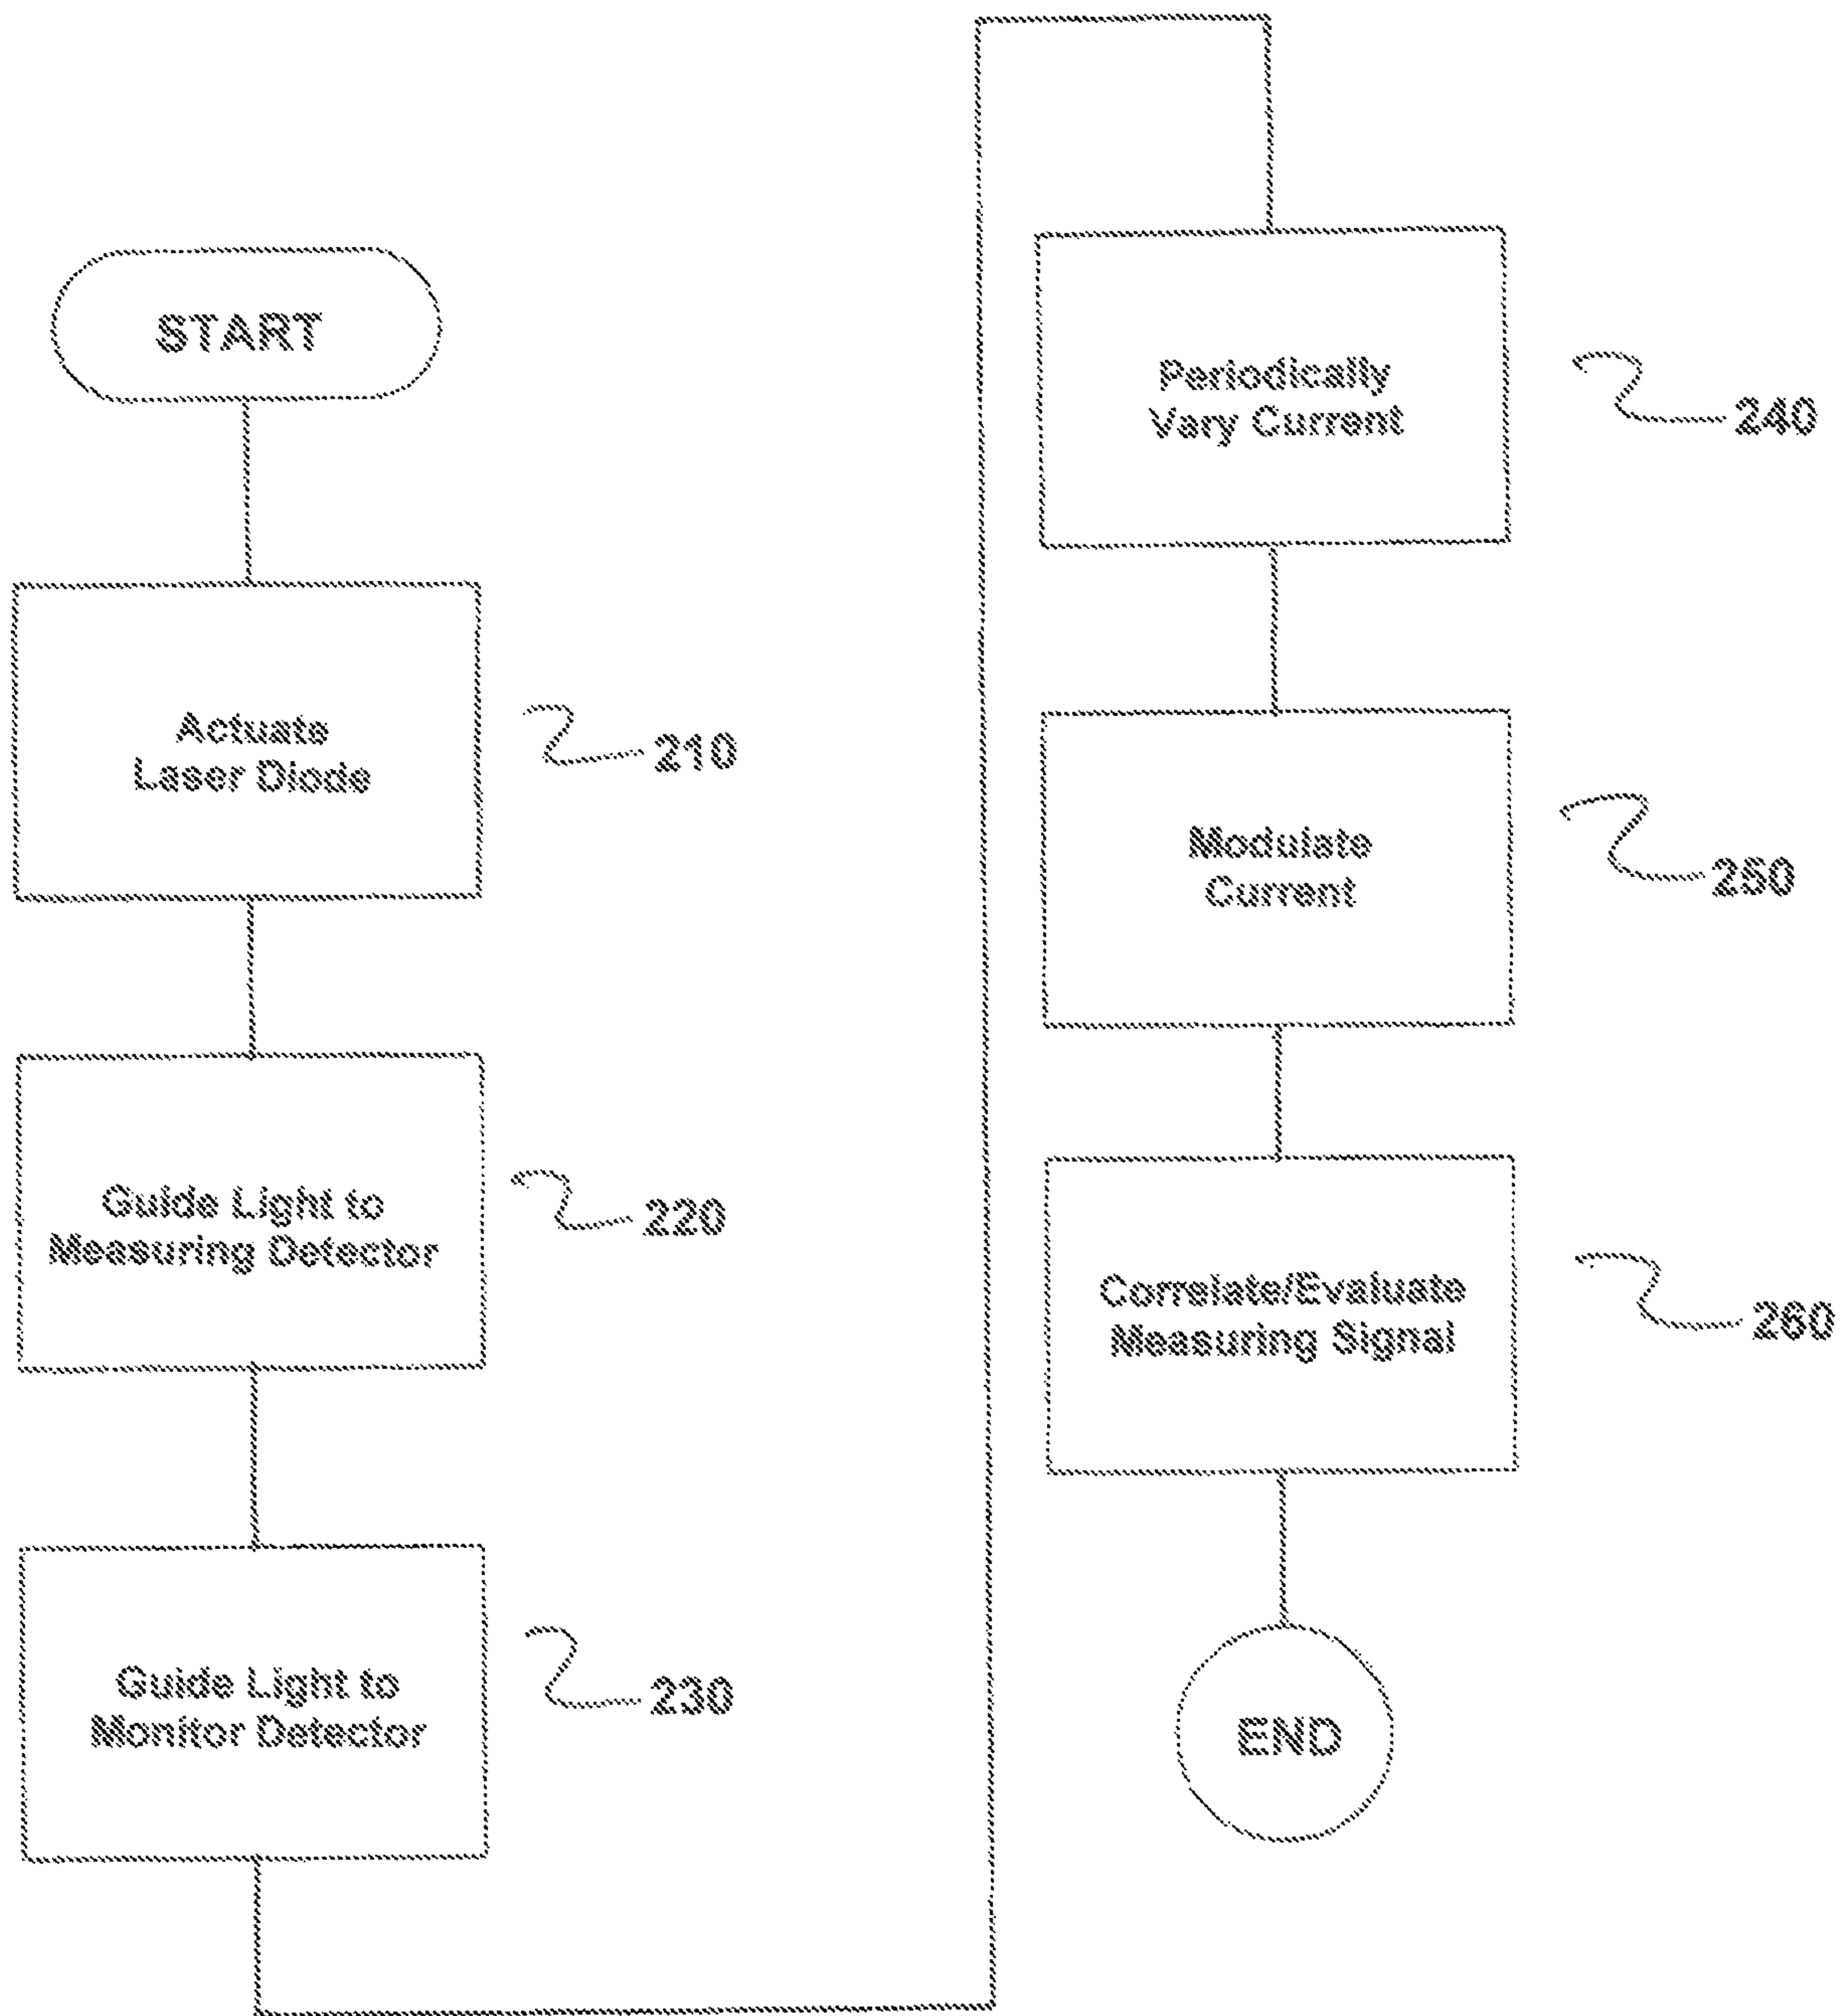 START
Actuate
Laser Diode
210
Guide Light to
Measuring Detector
220
Guide Light to
Monitor Detector
230
Periodically
Vary Current
240
Modulate
Current
250
Correlate/Evaluate
Measuring Signal
260
END